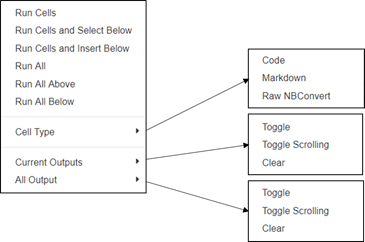 Run Cells
Run Cells and Select Below
Run Cells and Insert Below
Run All
Run All Above
Run All Below
Cell Type
Current Outputs
All Output
Code
Markdown
Raw NBConvert
Toggle
Toggle Scrolling
Clear
Toggle
Toggle Scrolling
Clear